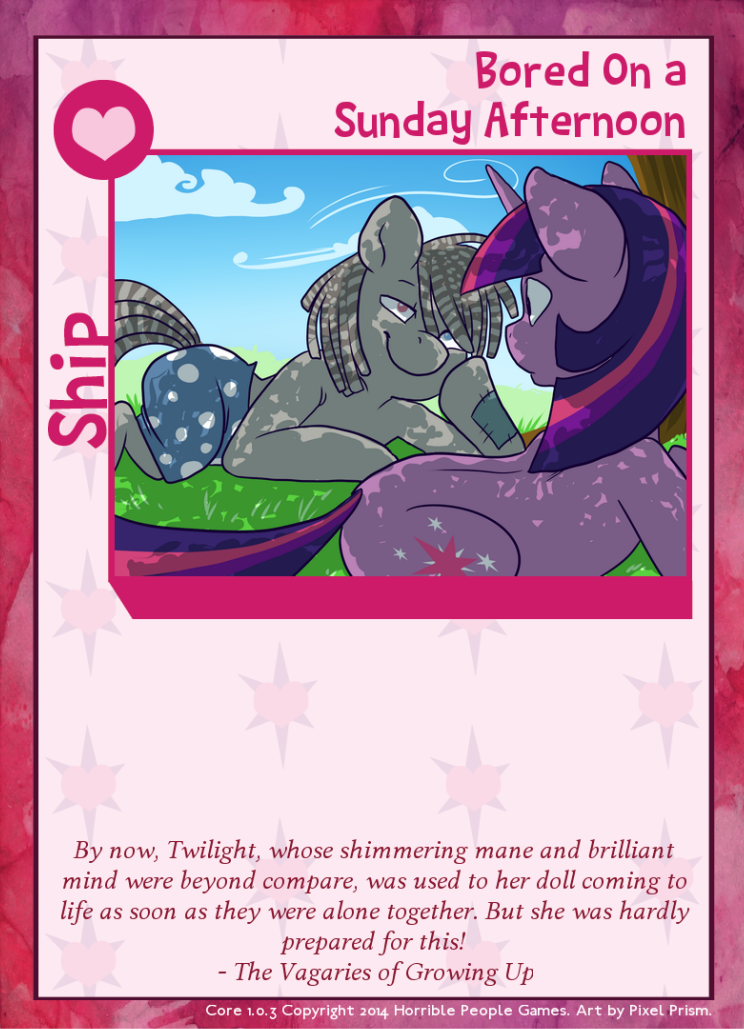 Bored On a
Sunday Afternoon
Ship
By now, Twilight, whose shimmering mane and brilliant
mind were beyond compare, was used to her doll coming to
life as soon as they were alone together. But she was hardly
prepared for this!
- The Vagaries of Growing Up
Core 1.0.3 Copyright 2014 Horrible People Games. Art by Pixel Prism.